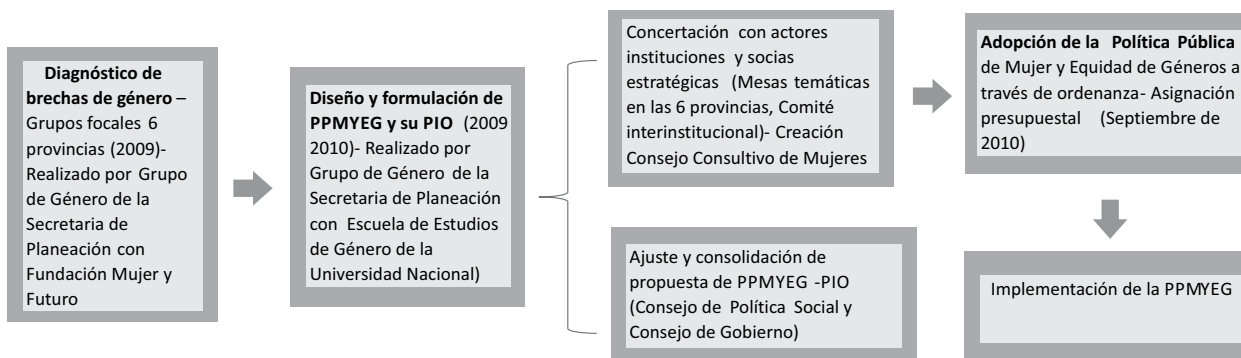 Diagnóstico de
brechas de género –
Grupos focales 6
provincias (2009)-
Realizado por Grupo
de Género de la
Secretaria de
Planeación con
Fundación Mujer y
Futuro
Diseño y formulación de
PPMYEG y su PIO (2009
2010)- Realizado por
Grupo de Género de la
Secretaria de Planeación
con Escuela de Estudios
de Género de la
Universidad Nacional)
Concertación con actores
instituciones y socias
estratégicas (Mesas temáticas
en las 6 provincias, Comité
interinstitucional)- Creación
Consejo Consultivo de Mujeres
Ajuste y consolidación de
propuesta de PPMYEG -PIO
(Consejo de Política Social y
Consejo de Gobierno)
Adopción de la Política Pública
de Mujer y Equidad de Géneros a
través de ordenanza- Asignación
presupuestal (Septiembre de
2010)
Implementación de la PPMYEG